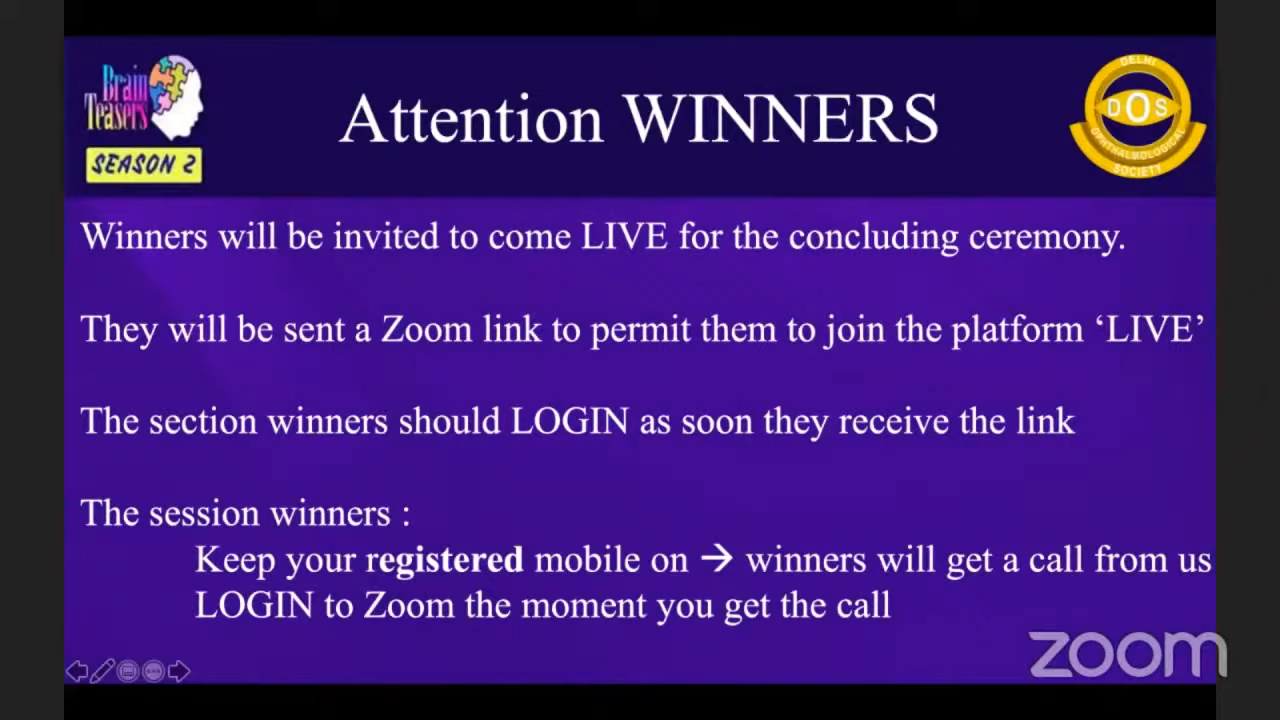 Brain
Teasers
SEASON 2
Attention WINNERS
DELHI
DOS
OPHTHALMOLOGICAL
SOCIETY
Winners will be invited to come LIVE for the concluding ceremony.
They will be sent a Zoom link to permit them to join the platform ‘LIVE’
The section winners should LOGIN as soon they receive the link
The session winners :
Keep your registered mobile on → winners will get a call from us
LOGIN to Zoom the moment you get the call
zoom